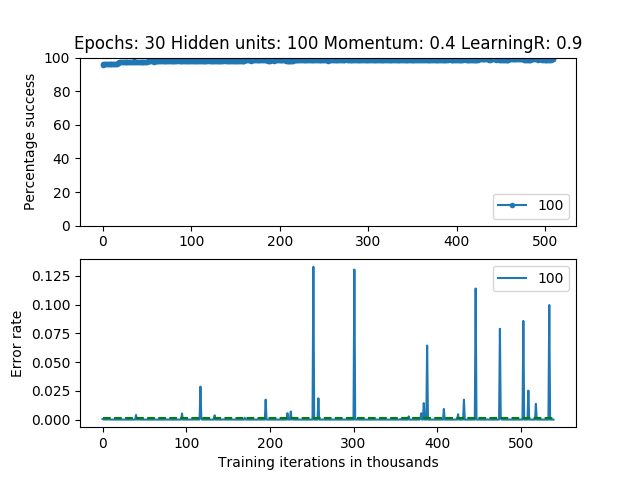 Epochs: 30 Hidden units: 100 Momentum: 0.4 LearningR: 0.9
100
80
60
40
20
0
Percentage success
100
0 100 200 300 400 500
0.125
0.100
0.075
0.050
0.025
0.000
Error rate
100
0 100 200 300 400 500
Training iterations in thousands